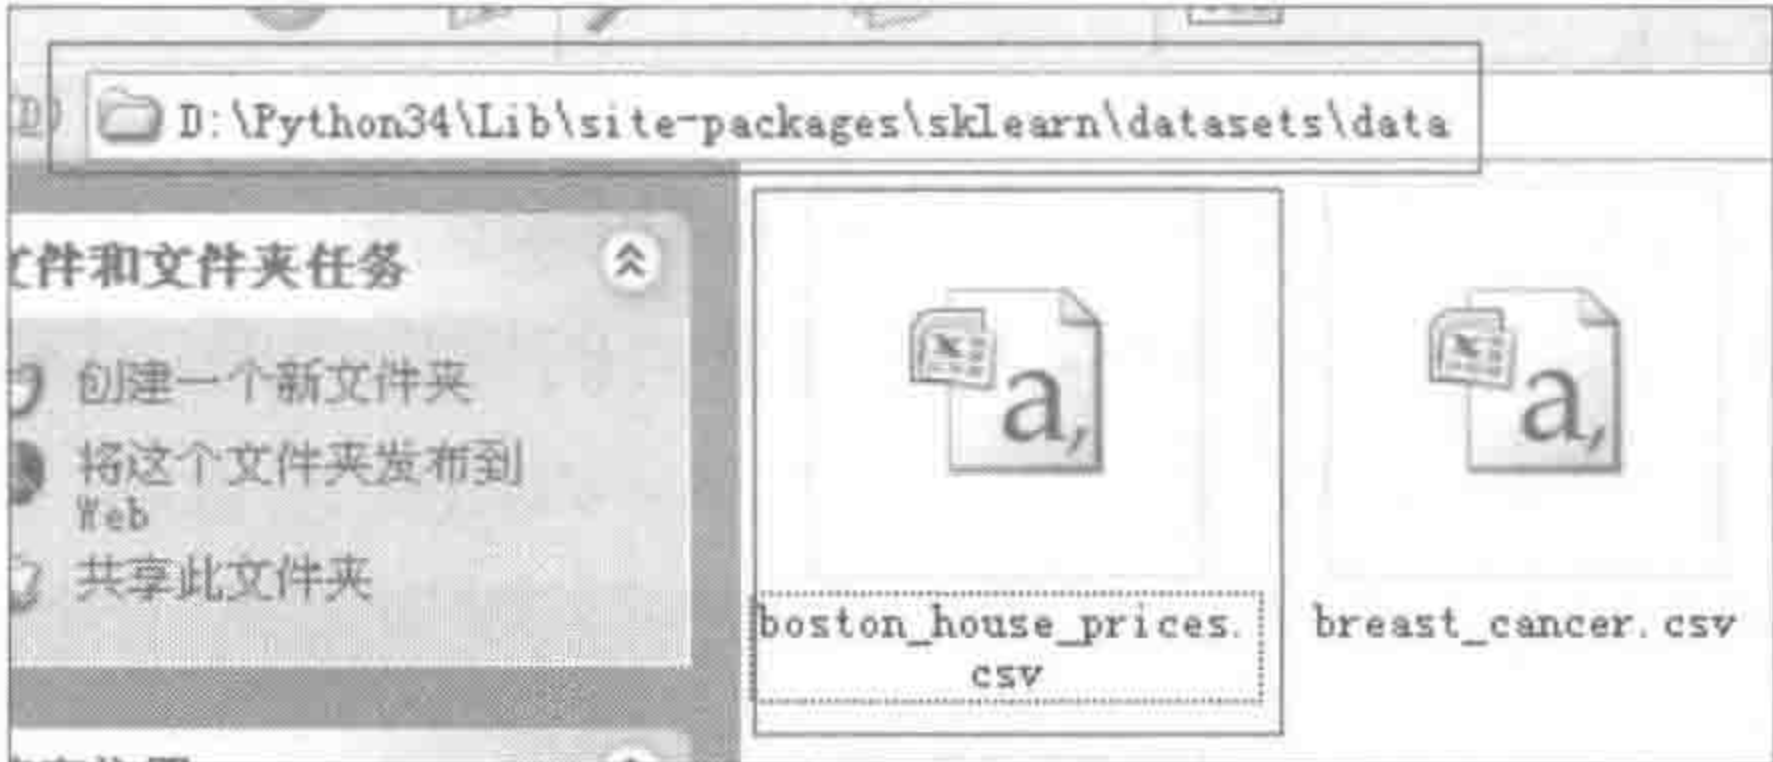 D:\Python34\Lib\site-packages\sklearn\datasets\data
文件和文件夹任务
创建一个新文件夹
将这个文件夹发布到
Web
共享此文件夹
boston_house_prices.
csv
breast_cancer.csv